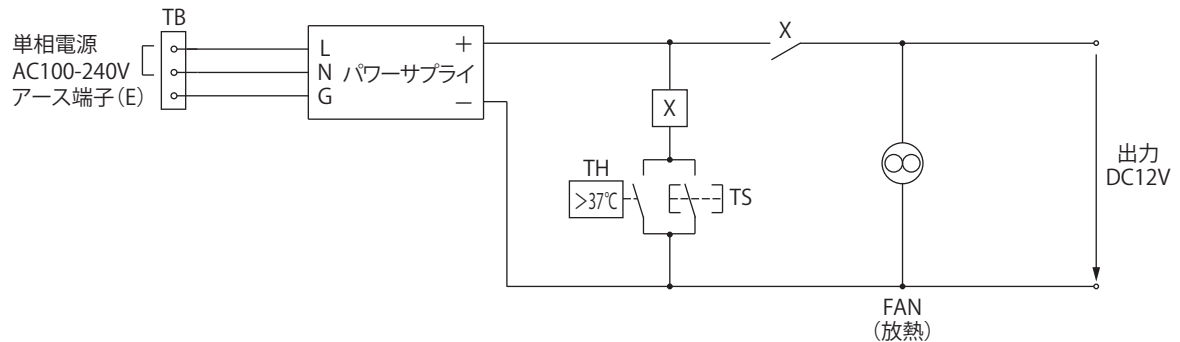 TB
単相電源
AC100-240V
アース端子(E)
L
N
G
パワーサプライ
+
−
X
X
TH
>37℃
TS
出力
DC12V
FAN
(放熱)